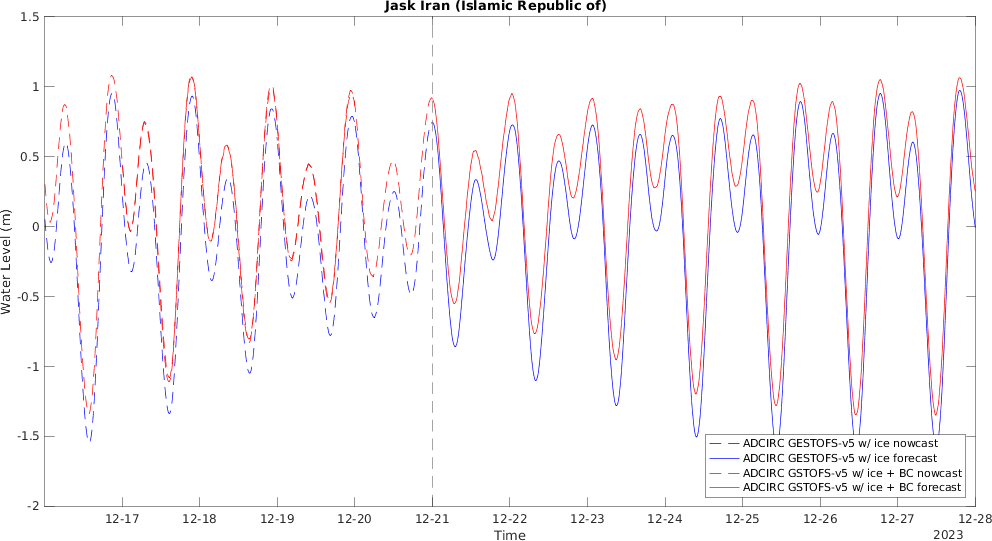 Jask Iran (Islamic Republic of)
1.5
1
0.5
0
-0.5
-1
-1.5
-2
Water Level (m)
12-17 12-18 12-19 12-20 12-21 12-22 12-23 12-24 12-25 12-26 12-27 12-28
Time
2023
ADCIRC GESTOFS-v5 w/ ice nowcast
ADCIRC GESTOFS-v5 w/ ice forecast
ADCIRC GSTOFS-v5 w/ ice + BC nowcast
ADCIRC GSTOFS-v5 w/ ice + BC forecast